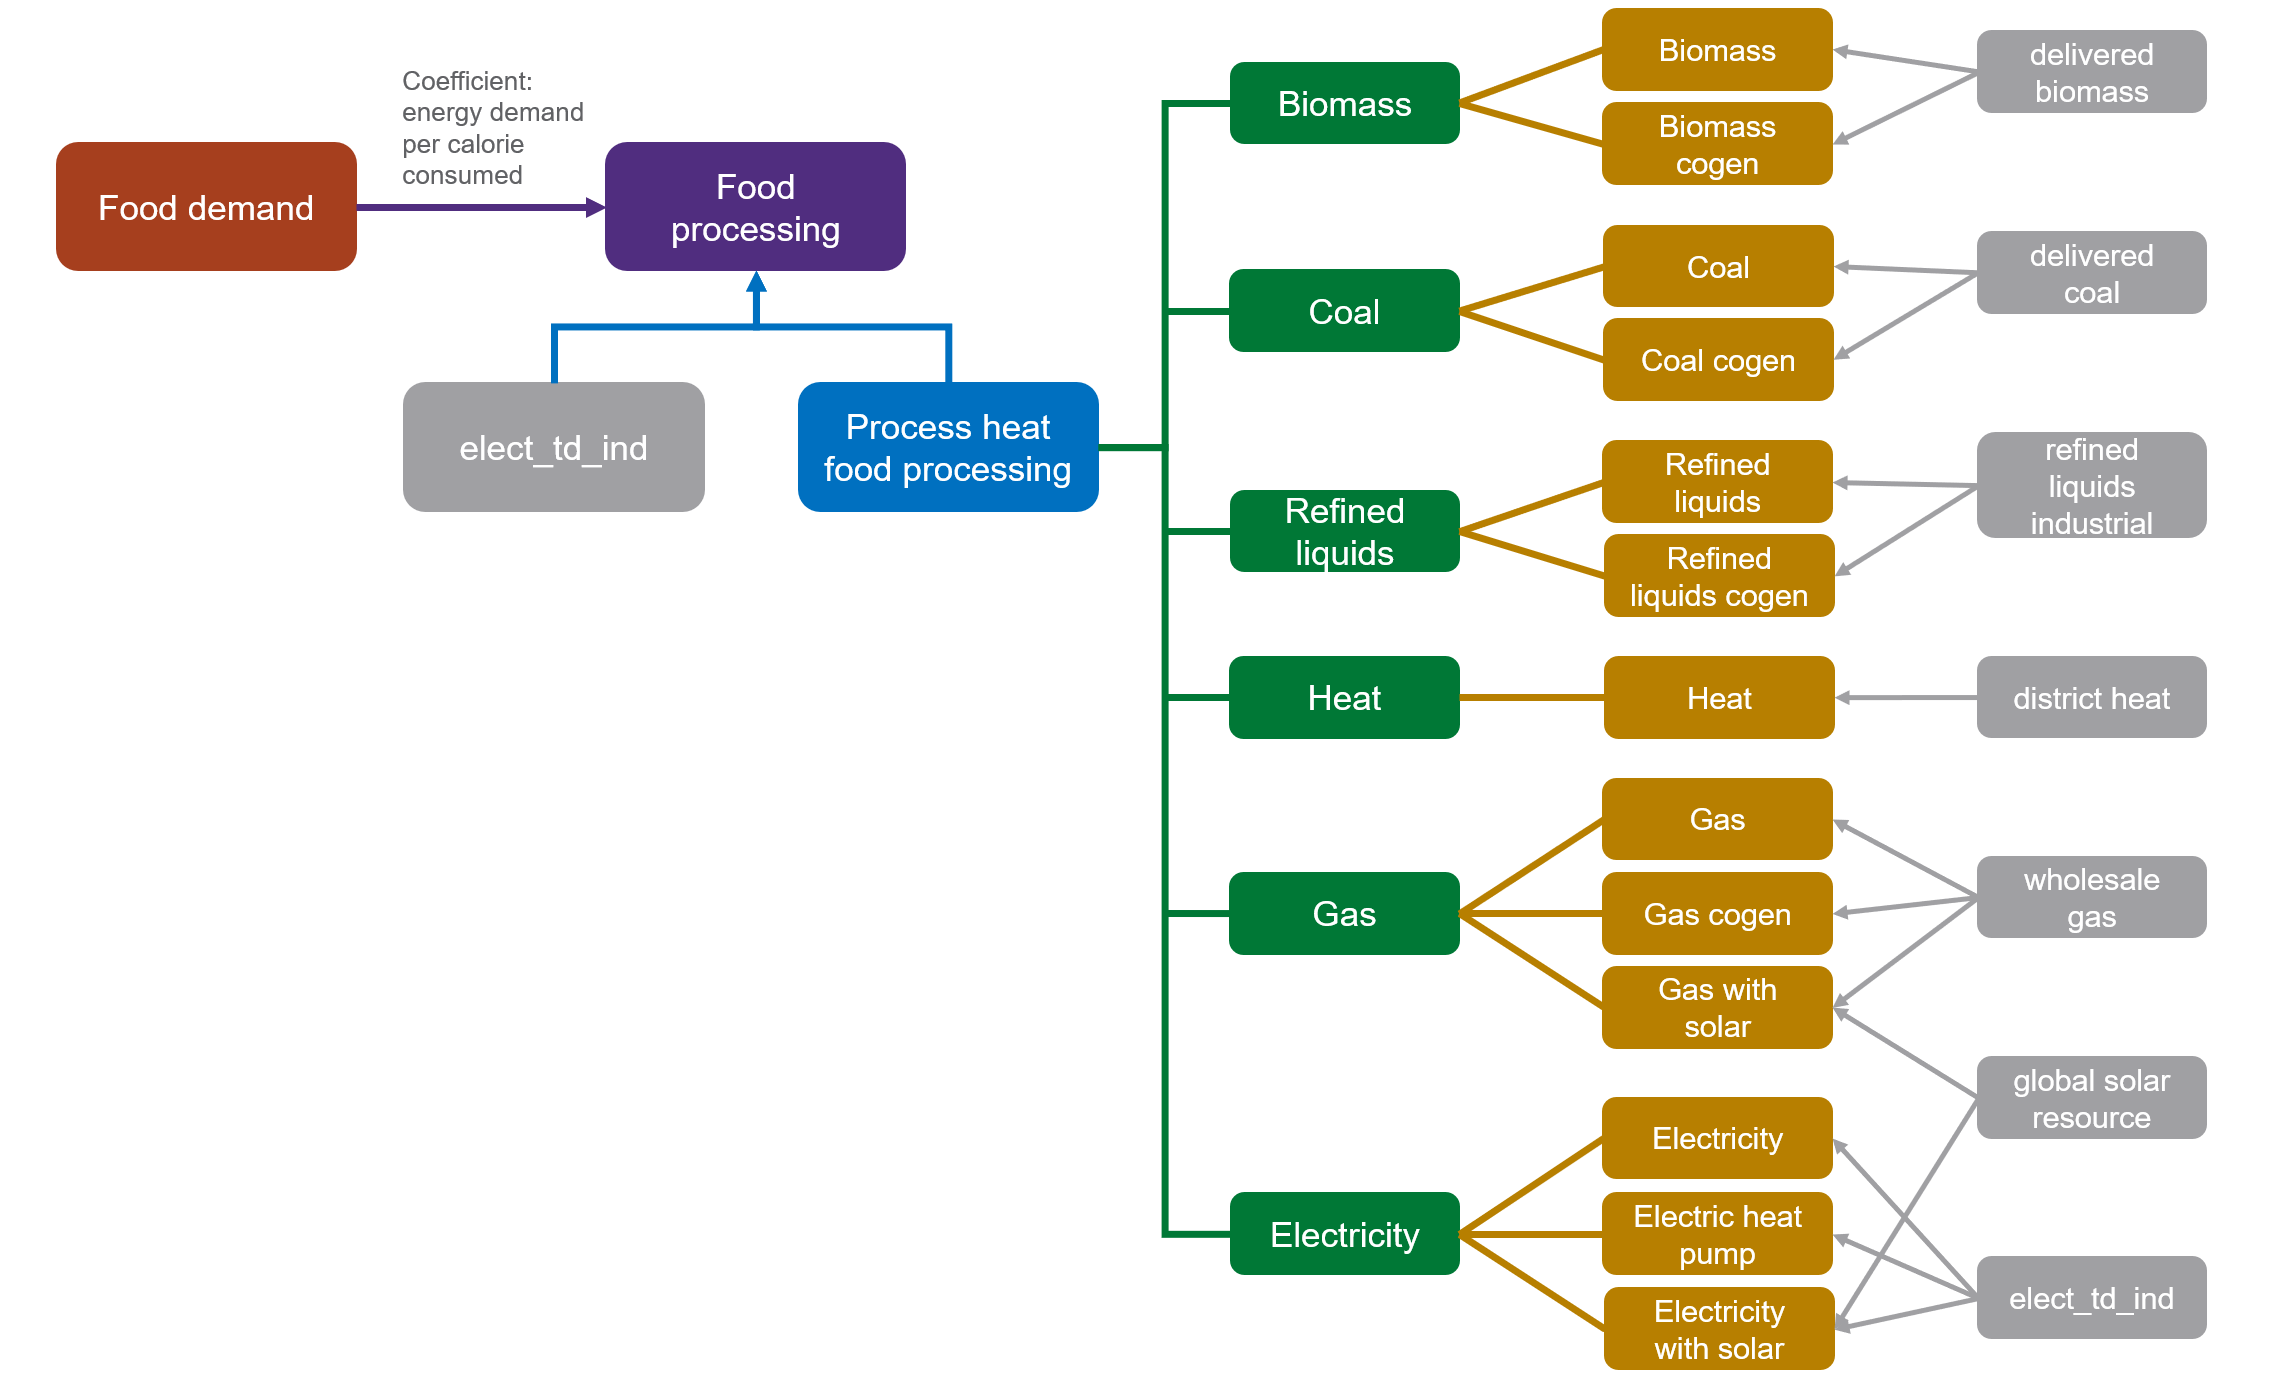 Coefficient:
energy demand
per calorie
consumed
Food demand
Food
processing
elect_td_ind
Process heat
food processing
Biomass
Coal
Refined
liquids
Heat
Gas
Electricity
Biomass
Biomass
cogen
Coal
Coal cogen
Refined
liquids
Refined
liquids cogen
Heat
Gas
Gas cogen
Gas with
solar
Electricity
Electric heat
pump
Electricity
with solar
delivered
biomass
delivered
coal
refined
liquids
industrial
district heat
wholesale
gas
global solar
resource
elect_td_ind